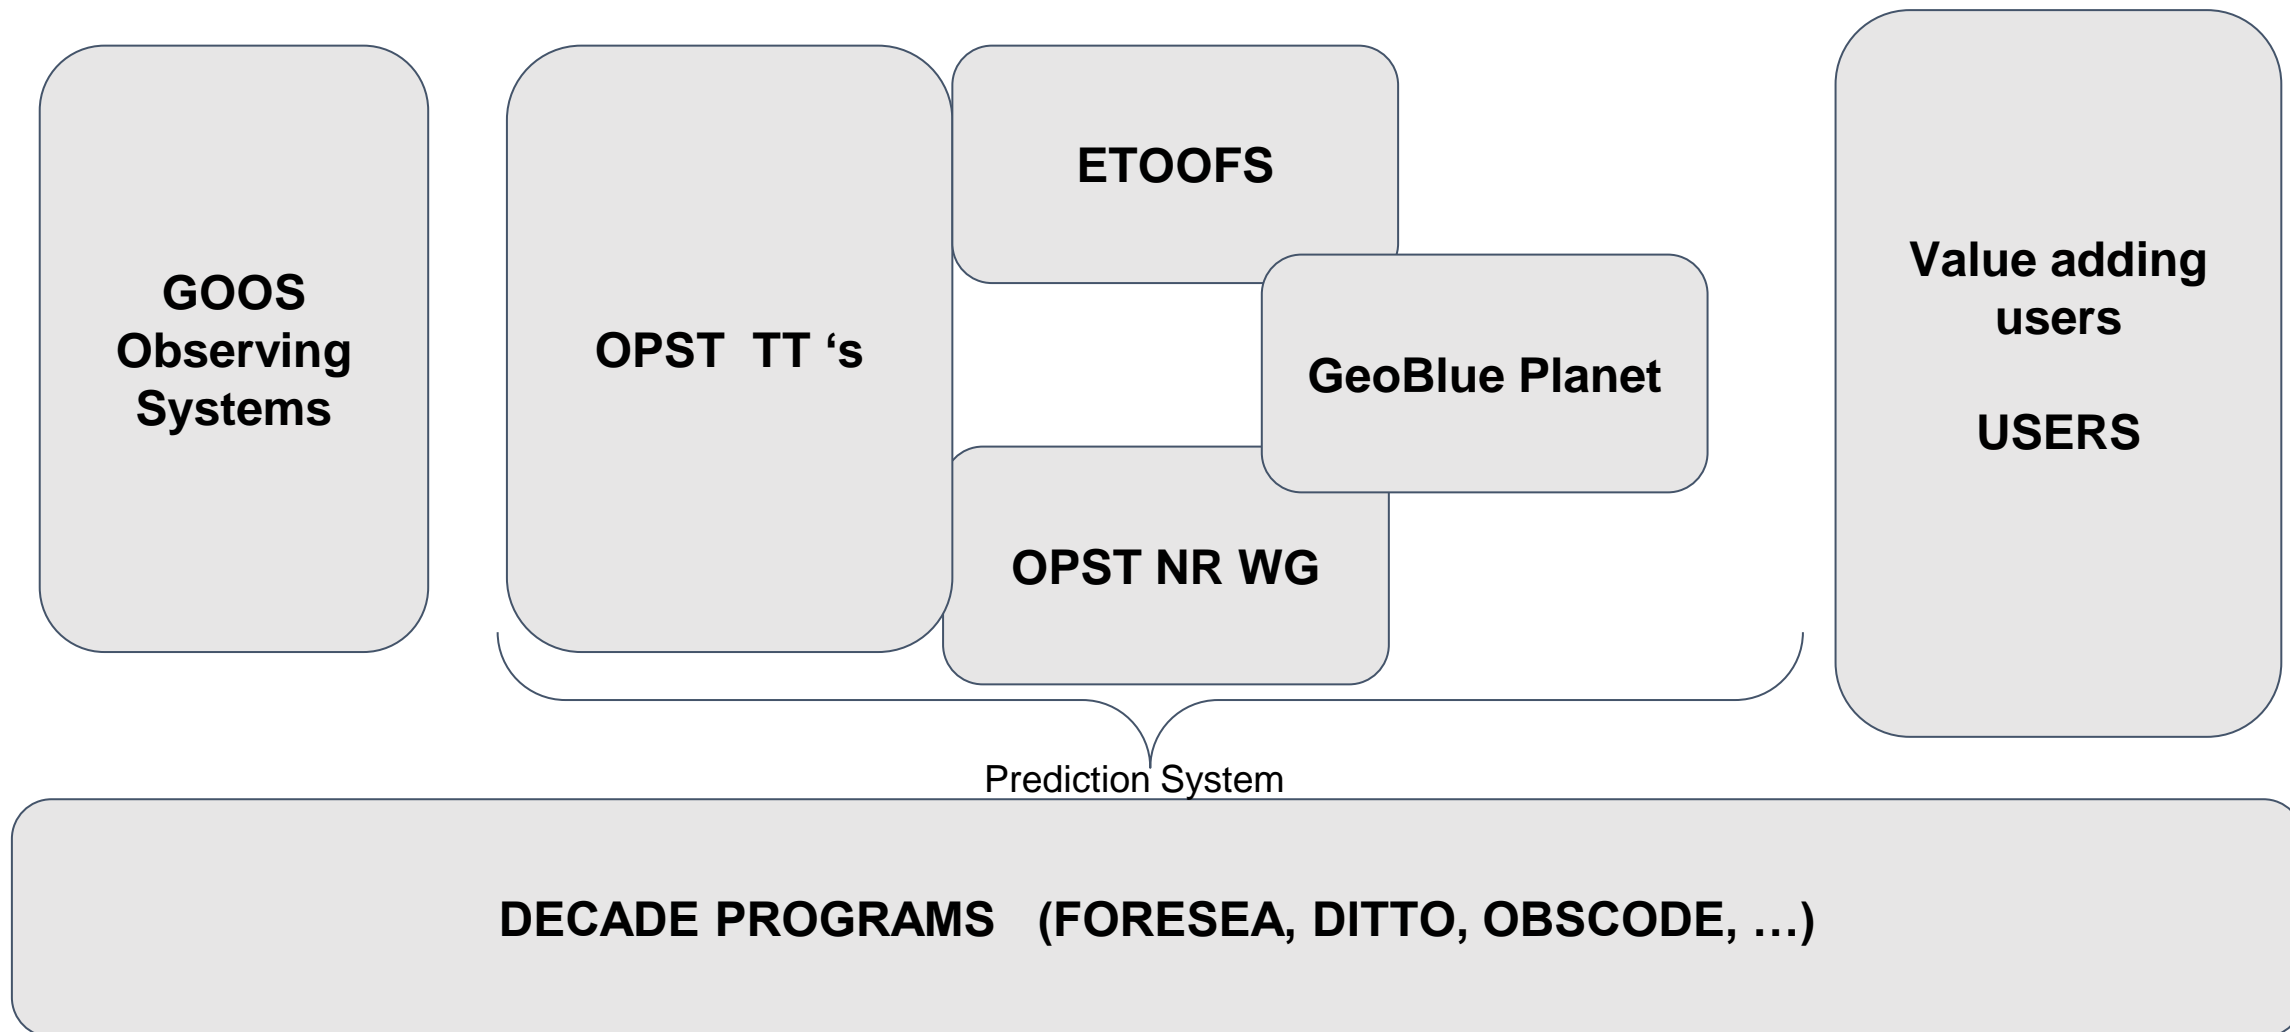 GOOS
Observing
Systems
OPST  TT ‘s
ETOOFS
GeoBlue Planet
OPST NR WG
Value adding
users
USERS
Prediction System
DECADE PROGRAMS   (FORESEA, DITTO, OBSCODE, …)